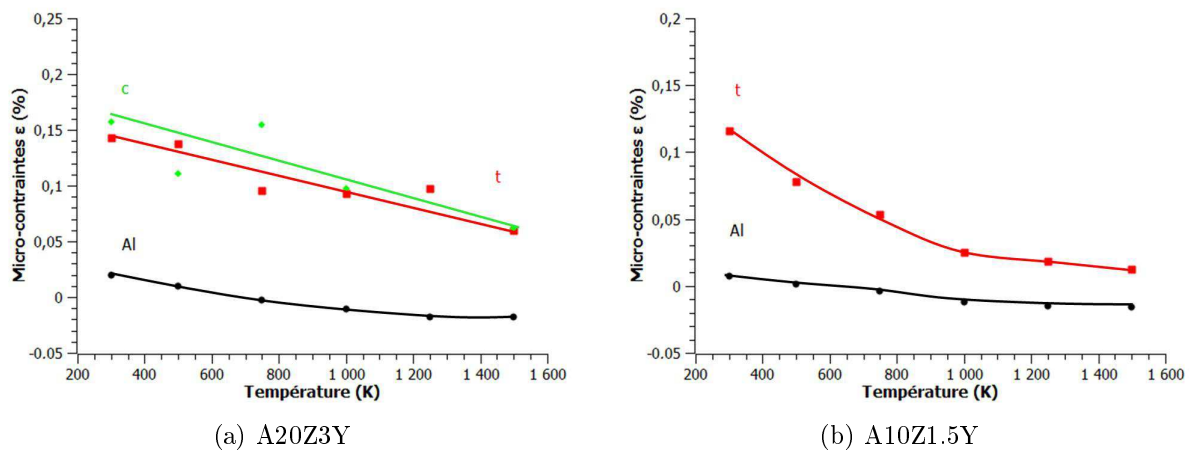 0,25
0,2
0,15
0,1
0,05
0
-0.05
Micro-contraintes ε (%)
c
t
Al
200 400 600 800 1 000 1 200 1 400 1 600
Température (K)
(a) A20Z3Y
0,2
0,15
0,1
0,05
0
-0.05
Micro-contraintes ε (%)
t
Al
200 400 600 800 1 000 1 200 1 400 1 600
Température (K)
(b) A10Z1.5Y